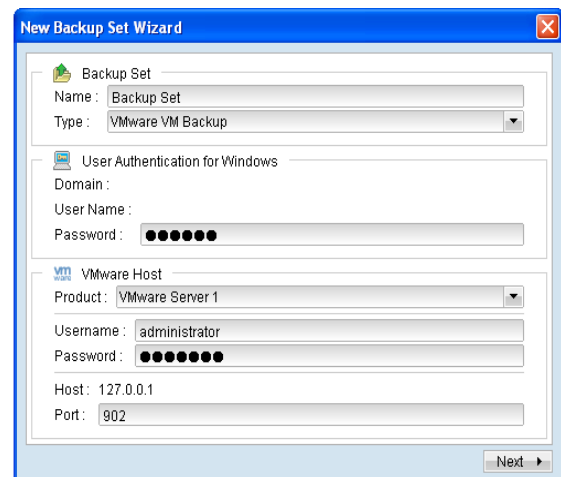 New Backup Set Wizard
Backup Set
Name : Backup Set
Type : VMware VM Backup
User Authentication for Windows
Domain :
User Name :
Password : ●●●●●●
vm ware VMware Host
Product : VMware Server 1
Username : administrator
Password : ●●●●●●●
Host : 127.0.0.1
Port : 902
Next